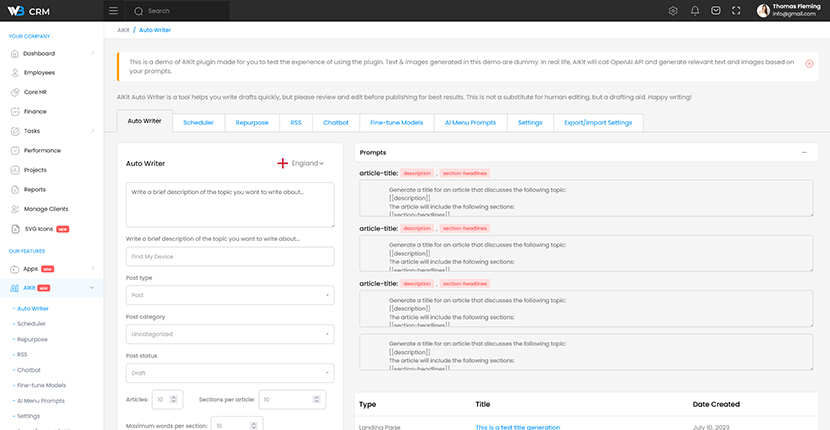 W3 CRM
Search
Thomas Fleming
info@gmail.com
YOUR COMPANY
Dashboard
Employees
Core HR
Finance
Tasks
Performance
Projects
Reports
Manage Clients
SVG Icons NEW
OUR FEATURES
Apps NEW
AIKit NEW
Auto Writer
Scheduler
Repurpose
RSS
Chatbot
Fine-tune Models
AI Menu Prompts
Settings
AIKit / Auto Writer
This is a demo of AIKit plugin made for you to test the experience of using the plugin. Text & images generated in this demo are dummy. In real life, AIKit will call OpenAI API and generate relevant text and images based on
your prompts.
AIKit Auto Writer is a tool helps you write drafts quickly, but please review and edit before publishing for best results. This is not a substitute for human editing, but a drafting aid. Happy writing!
Auto Writer Scheduler Repurpose RSS Chatbot Fine-tune Models AI Menu Prompts Settings Export/Import Settings
Auto Writer
England
Write a brief description of the topic you want to write about...
Write a brief description of the topic you want to write about...
Find My Device
Post type
Post
Post category
Uncategorized
Post status
Draft
Articles: 10 Sections per article: 10
Maximum words per section: 10
Prompts
article-title: description , section-headlines
Generate a title for an article that discusses the following topic:
[[description]]
The article will include the following sections:
[[section-headlines]]
article-title: description , section-headlines
Generate a title for an article that discusses the following topic:
[[description]]
The article will include the following sections:
[[section-headlines]]
article-title: description , section-headlines
Generate a title for an article that discusses the following topic:
[[description]]
The article will include the following sections:
[[section-headlines]]
Generate a title for an article that discusses the following topic:
[[description]]
The article will include the following sections:
[[section-headlines]]
Type Title Date Created
Landing Page This is a test title generation July 10, 2023